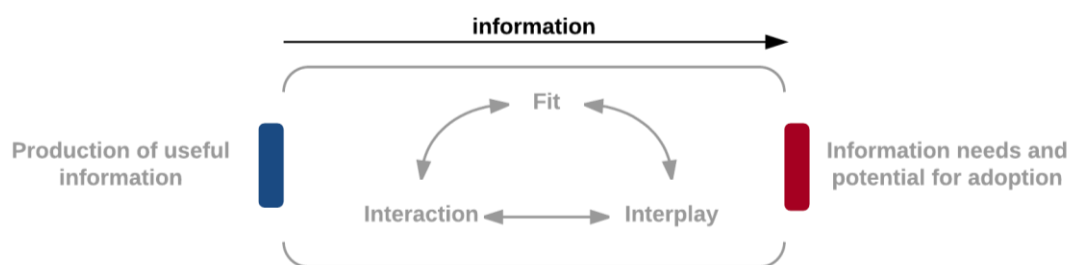 information
Fit
Production of useful
information
Information needs and
potential for adoption
Interaction
Interplay